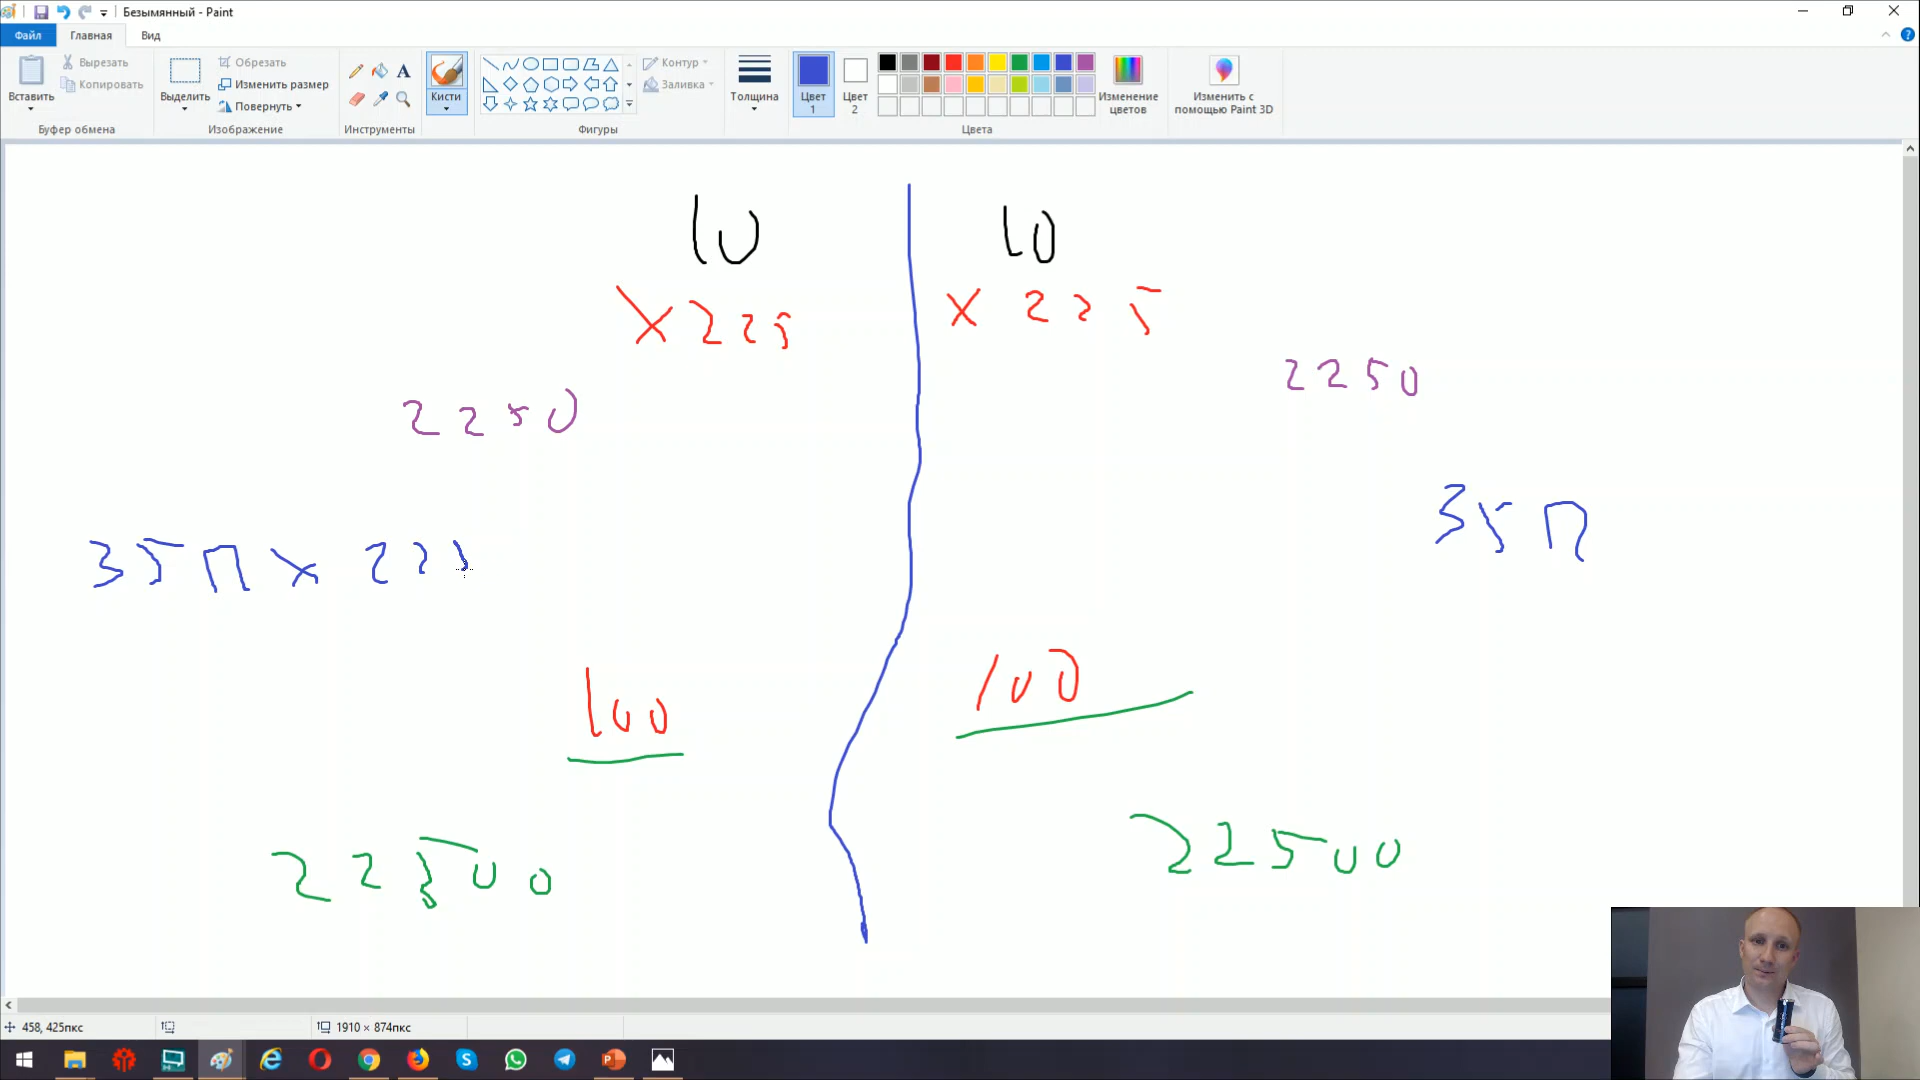 Безымянный - Paint
Файл Главная Вид
Вставить
Вырезать
Копировать
Буфер обмена
Выделить
Обрезать
Изменить размер
Повернуть
Изображение
A
Инструменты
Кисти
Контур
Заливка
Фигуры
Толщина
Цвет 1
Цвет 2
Изменение цветов
Цвета
Изменить с помощью Paint 3D
10 10
x 225 x 225
2250 2250
35 П x 22 35 П
100 100
22500 22500
458, 425пкс 1910 × 874пкс